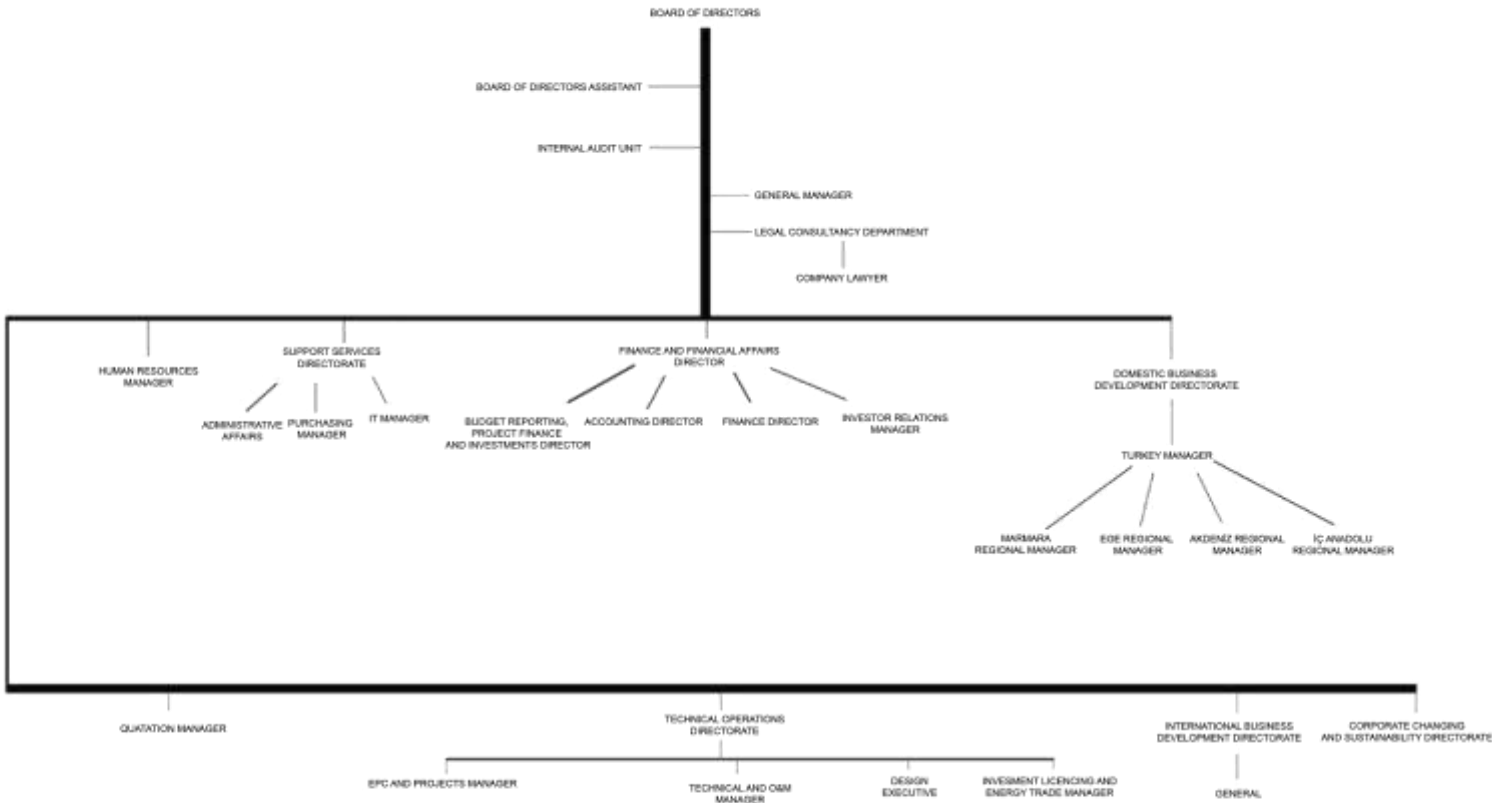 BOARD OF DIRECTORS
BOARD OF DIRECTORS ASSISTANT
INTERNAL AUDIT UNIT
GENERAL MANAGER
LEGAL CONSULTANCY DEPARTMENT
COMPANY LAWYER
HUMAN RESOURCES
MANAGER
SUPPORT SERVICES
DIRECTORATE
ADMINISTRATIVE
AFFAIRS
PURCHASING
MANAGER
IT MANAGER
FINANCE AND FINANCIAL AFFAIRS
DIRECTOR
BUDGET REPORTING,
PROJECT FINANCE
AND INVESTMENTS DIRECTOR
ACCOUNTING DIRECTOR
FINANCE DIRECTOR
INVESTOR RELATIONS
MANAGER
DOMESTIC BUSINESS
DEVELOPMENT DIRECTORATE
TURKEY MANAGER
MARMARA
REGIONAL MANAGER
EGE REGIONAL
MANAGER
AKDENİZ REGIONAL
MANAGER
İÇ ANADOLU
REGIONAL MANAGER
QUATATION MANAGER
TECHNICAL OPERATIONS
DIRECTORATE
EPC AND PROJECTS MANAGER
TECHNICAL AND O&M
MANAGER
DESIGN
EXECUTIVE
INVESMENT LICENCING AND
ENERGY TRADE MANAGER
INTERNATIONAL BUSINESS
DEVELOPMENT DIRECTORATE
GENERAL
CORPORATE CHANGING
AND SUSTAINABILITY DIRECTORATE